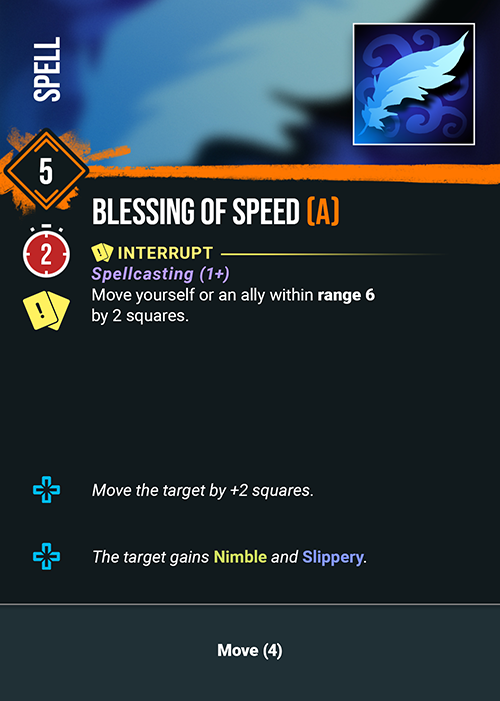 SPELL
5
BLESSING OF SPEED (A)
2
! INTERRUPT
Spellcasting (1+)
!
Move yourself or an ally within range 6
by 2 squares.
Move the target by +2 squares.
The target gains Nimble and Slippery.
Move (4)